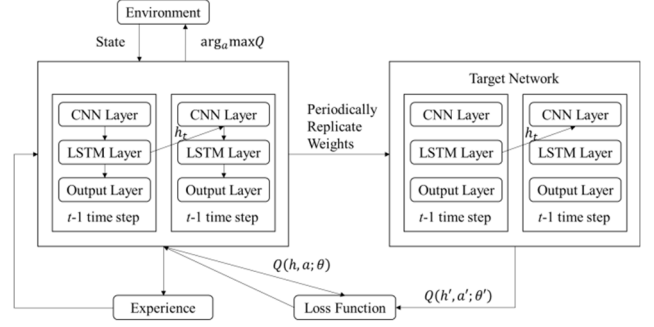 Environment
State
arg_a maxQ
Target Network
CNN Layer
LSTM Layer
Output Layer
t-1 time step
h_t
CNN Layer
LSTM Layer
Output Layer
t-1 time step
Periodically
Replicate
Weights
CNN Layer
LSTM Layer
Output Layer
t-1 time step
h_t
CNN Layer
LSTM Layer
Output Layer
t-1 time step
Q(h, a; θ)
Q(h′, a′; θ′)
Experience
Loss Function